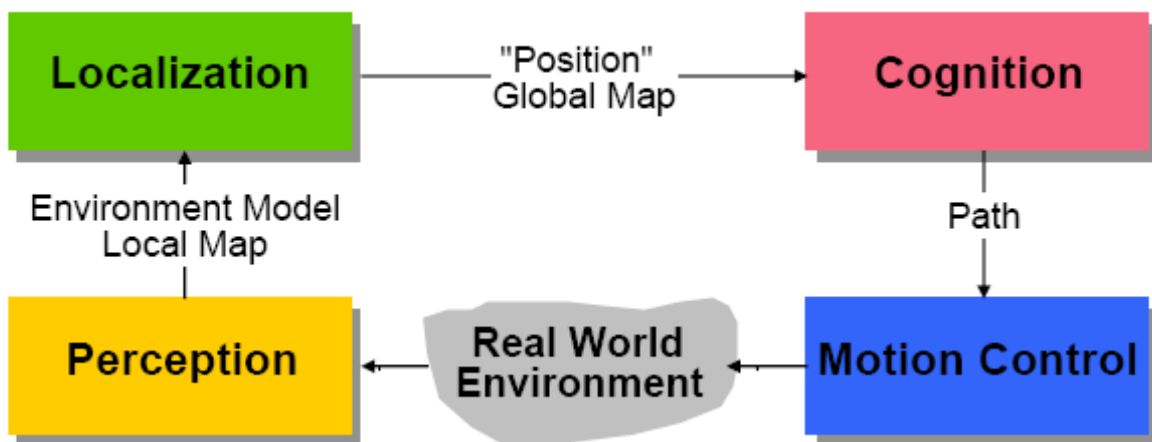 Localization
"Position"
Global Map
Cognition
Environment Model
Local Map
Path
Perception
Real World
Environment
Motion Control